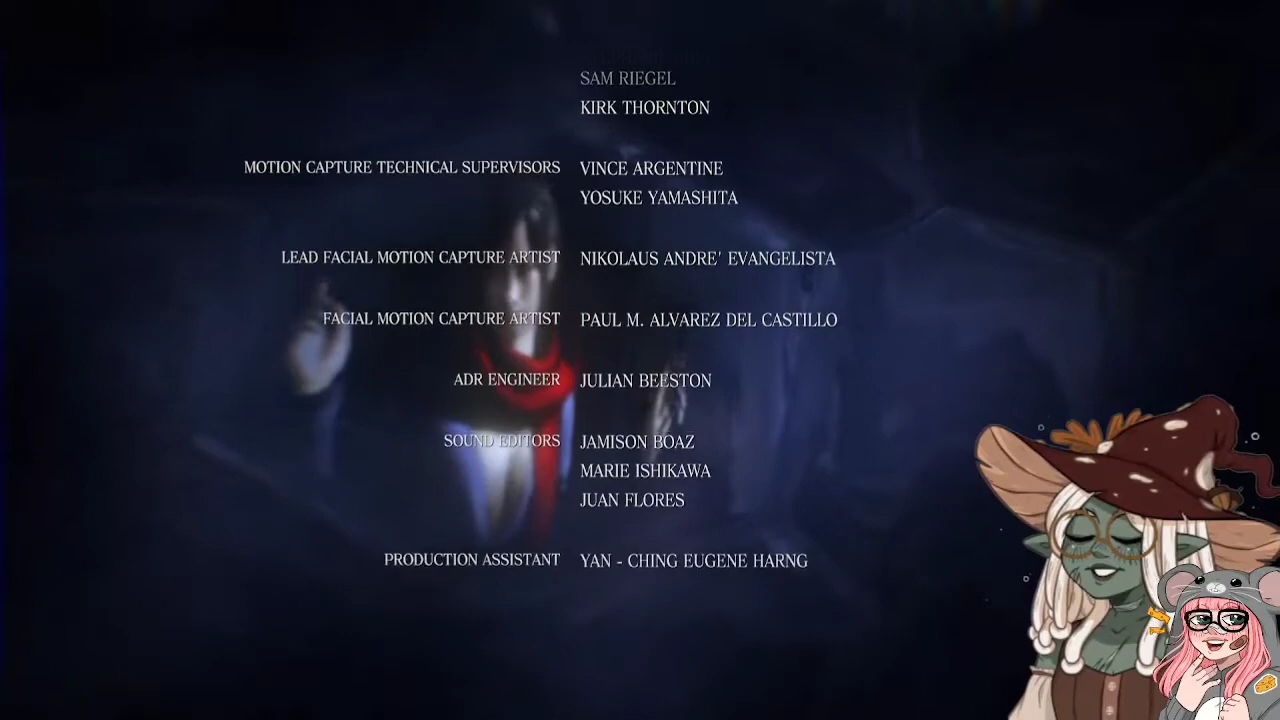 SAM RIEGEL
KIRK THORNTON
MOTION CAPTURE TECHNICAL SUPERVISORS VINCE ARGENTINE
YOSUKE YAMASHITA
LEAD FACIAL MOTION CAPTURE ARTIST NIKOLAUS ANDRE' EVANGELISTA
FACIAL MOTION CAPTURE ARTIST PAUL M. ALVAREZ DEL CASTILLO
ADR ENGINEER JULIAN BEESTON
SOUND EDITORS JAMISON BOAZ
MARIE ISHIKAWA
JUAN FLORES
PRODUCTION ASSISTANT YAN - CHING EUGENE HARNG